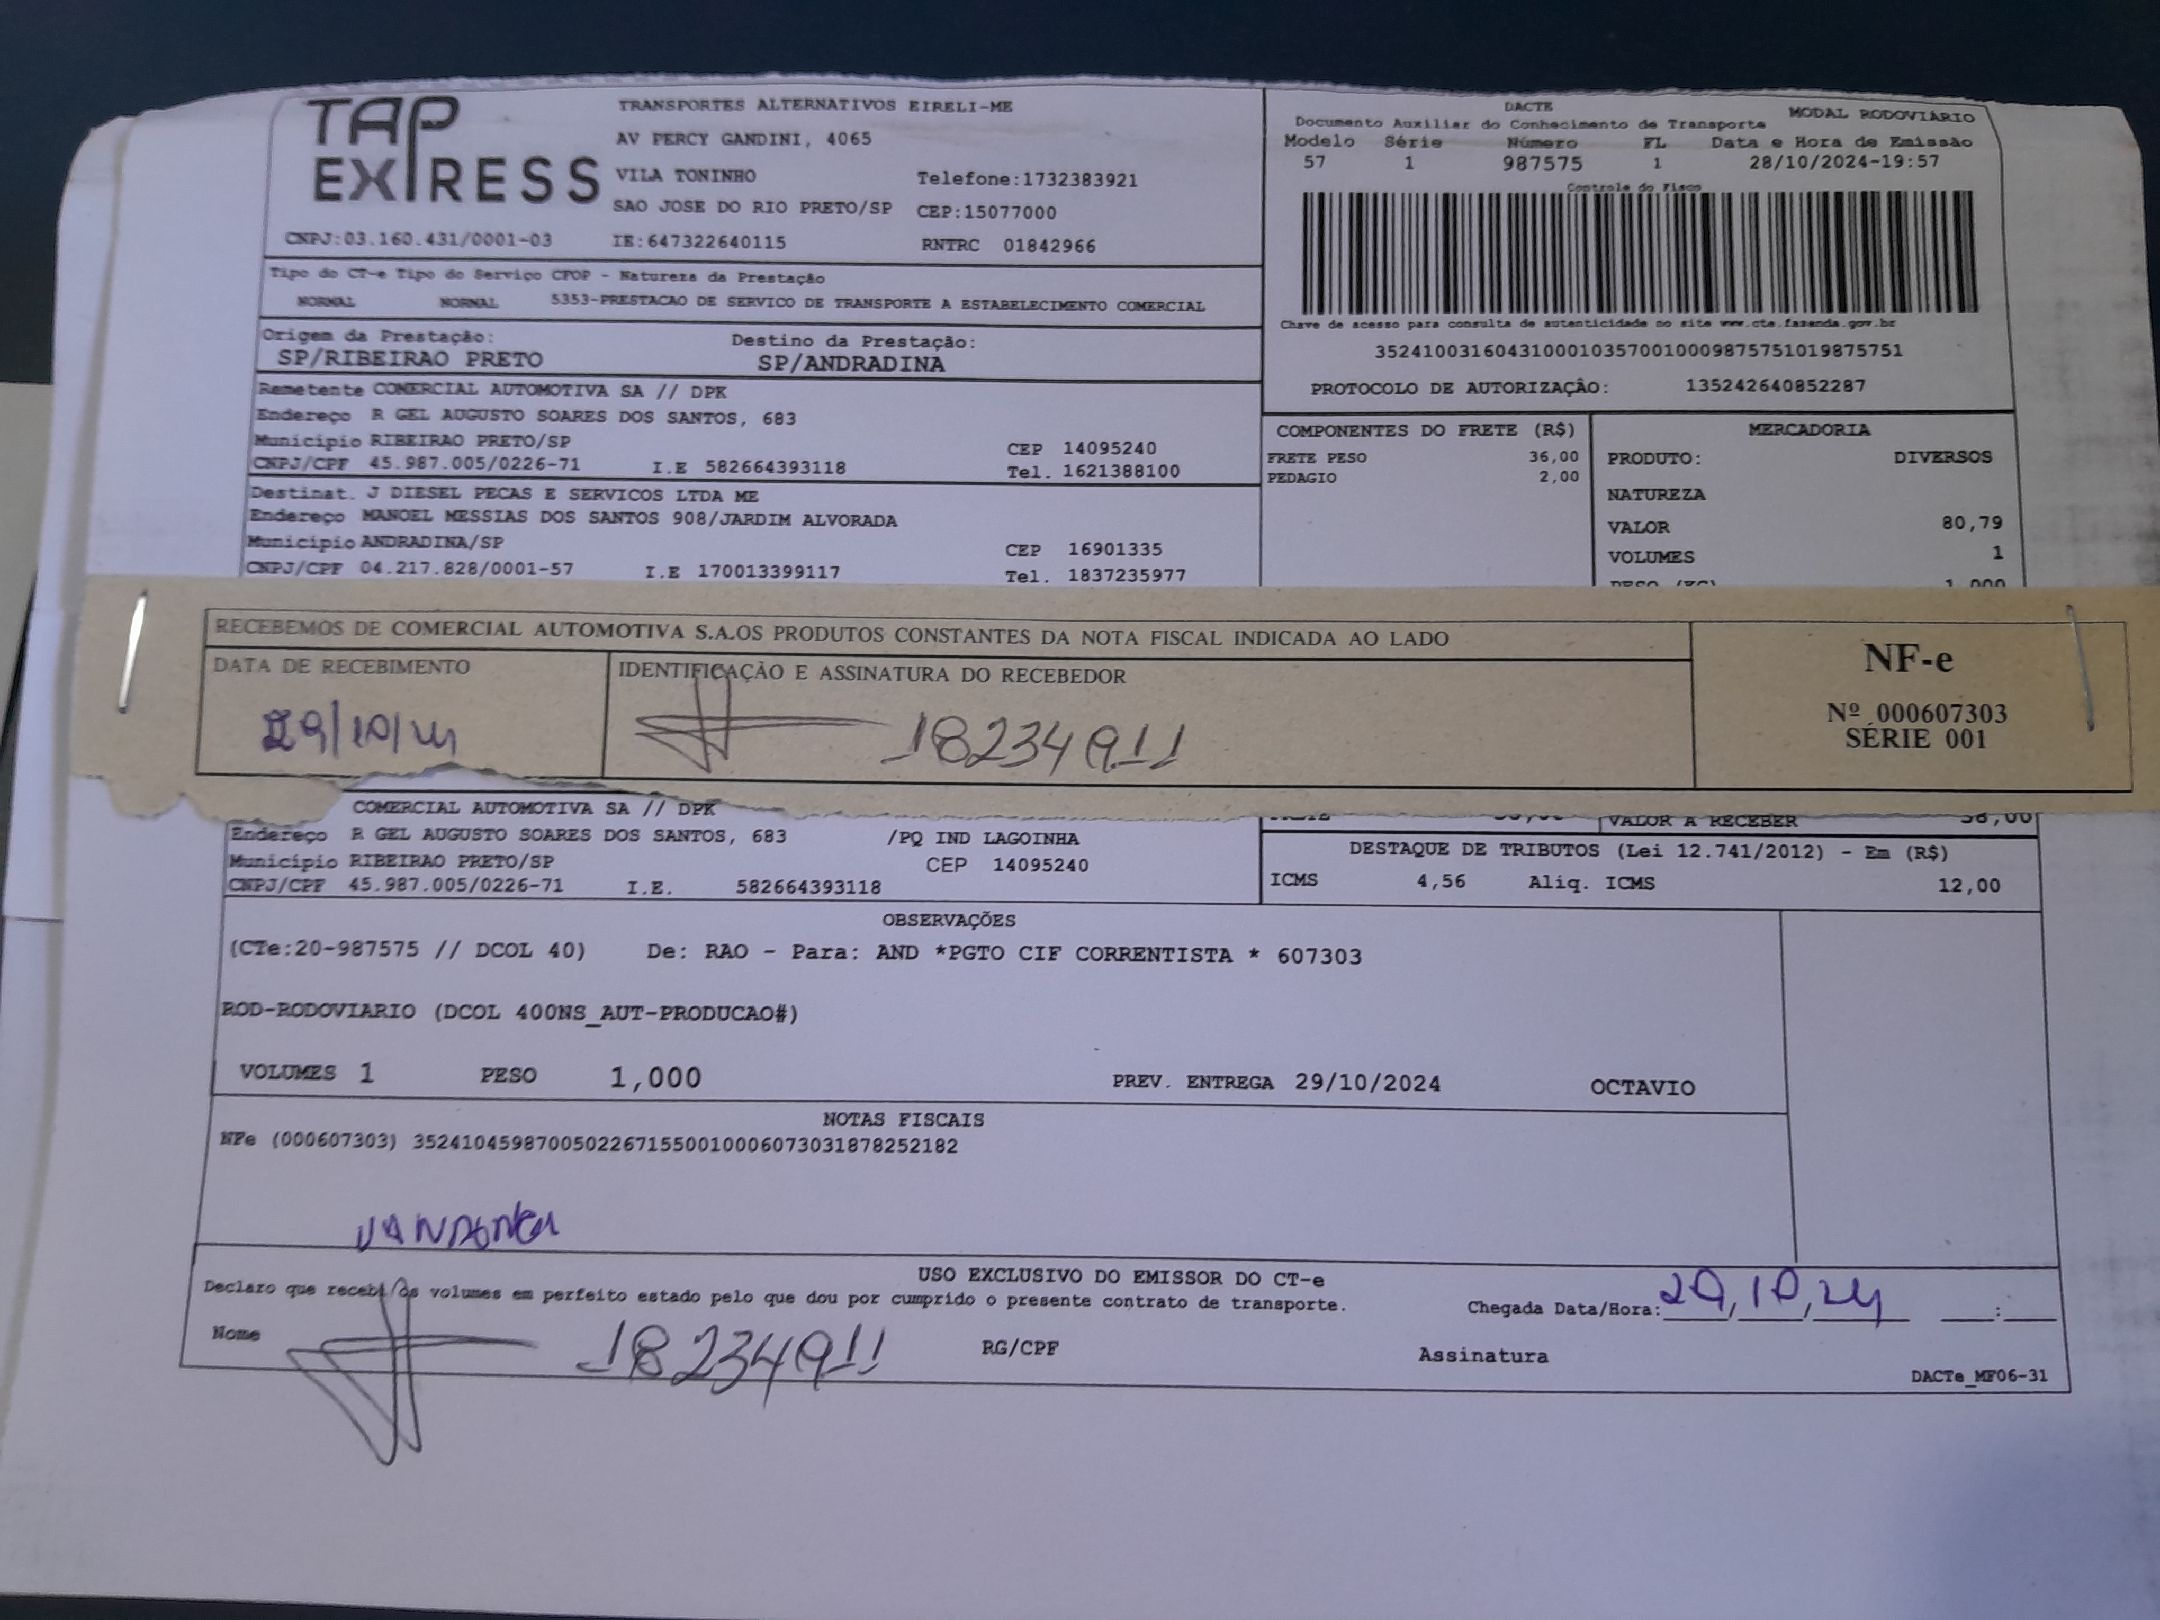 TAP EXPRESS
TRANSPORTES ALTERNATIVOS EIRELI-ME
AV PERCY GANDINI, 4065
VILA TONINHO Telefone:1732383921
SAO JOSE DO RIO PRETO/SP CEP:15077000
CNPJ:03.160.431/0001-03 IE:647322640115 RNTRC 01842966
DACTE MODAL RODOVIÁRIO
Documento Auxiliar do Conhecimento de Transporte
Modelo Série Número FL Data e Hora de Emissão
57 1 987575 1 28/10/2024-19:57
Controle do Fisco
Chave de acesso para consulta de autenticidade no site www.cte.fazenda.gov.br
35241003160431000103570010009875751019875751
PROTOCOLO DE AUTORIZAÇÂO: 135242640852287
Tipo do CT-e Tipo do Serviço CFOP - Natureza da Prestação
NORMAL NORMAL 5353-PRESTACAO DE SERVICO DE TRANSPORTE A ESTABELECIMENTO COMERCIAL
Origem da Prestação: Destino da Prestação:
SP/RIBEIRAO PRETO SP/ANDRADINA
Remetente COMERCIAL AUTOMOTIVA SA // DPK
Endereço R GEL AUGUSTO SOARES DOS SANTOS, 683
Município RIBEIRAO PRETO/SP CEP 14095240
CNPJ/CPF 45.987.005/0226-71 I.E 582664393118 Tel. 1621388100
Destinat. J DIESEL PECAS E SERVICOS LTDA ME
Endereço MANOEL MESSIAS DOS SANTOS 908/JARDIM ALVORADA
Município ANDRADINA/SP CEP 16901335
CNPJ/CPF 04.217.828/0001-57 I.E 170013399117 Tel. 1837235977
COMPONENTES DO FRETE (R$)
FRETE PESO 36,00
PEDAGIO 2,00
MERCADORIA
PRODUTO: DIVERSOS
NATUREZA
VALOR 80,79
VOLUMES 1
PESO (KG) 1,000
RECEBEMOS DE COMERCIAL AUTOMOTIVA S.A.OS PRODUTOS CONSTANTES DA NOTA FISCAL INDICADA AO LADO
DATA DE RECEBIMENTO IDENTIFICAÇÃO E ASSINATURA DO RECEBEDOR
29/10/24 18234911
NF-e
Nº 000607303
SÉRIE 001
COMERCIAL AUTOMOTIVA SA // DPK
Endereço R GEL AUGUSTO SOARES DOS SANTOS, 683 /PQ IND LAGOINHA
Município RIBEIRAO PRETO/SP CEP 14095240
CNPJ/CPF 45.987.005/0226-71 I.E. 582664393118
VALOR A RECEBER 38,00
DESTAQUE DE TRIBUTOS (Lei 12.741/2012) - Em (R$)
ICMS 4,56 Aliq. ICMS 12,00
OBSERVAÇÕES
(CTe:20-987575 // DCOL 40) De: RAO - Para: AND *PGTO CIF CORRENTISTA * 607303
ROD-RODOVIARIO (DCOL 400NS_AUT-PRODUCAO#)
VOLUMES 1 PESO 1,000 PREV. ENTREGA 29/10/2024 OCTAVIO
NOTAS FISCAIS
NFe (000607303) 35241045987005022671550010006073031878252182
USO EXCLUSIVO DO EMISSOR DO CT-e
Declaro que recebi os volumes em perfeito estado pelo que dou por cumprido o presente contrato de transporte.
Chegada Data/Hora: 29/10/24 :
Nome 18234911 RG/CPF Assinatura
DACTe_MF06-31